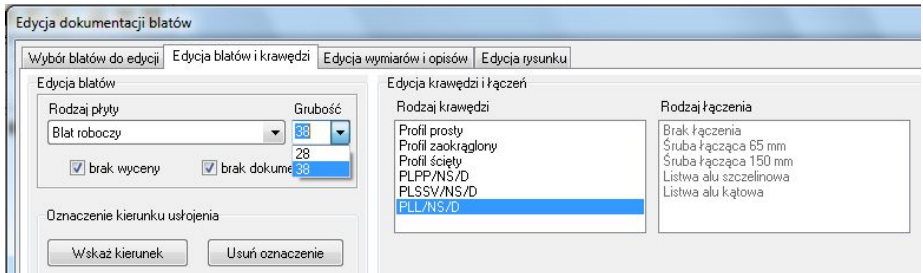 Edycja dokumentacji blatów
Wybór blatów do edycji
Edycja blatów i krawędzi
Edycja wymiarów i opisów
Edycja rysunku
Edycja blatów
Rodzaj płyty
Grubość
Blat roboczy
38
28
38
brak wyceny
brak dokume
Oznaczenie kierunku usłojenia
Wskaż kierunek
Usuń oznaczenie
Edycja krawędzi i łączeń
Rodzaj krawędzi
Profil prosty
Profil zaokrąglony
Profil ścięty
PLPP/NS/D
PLSSV/NS/D
PLL/NS/D
Rodzaj łączenia
Brak łączenia
Śruba łącząca 65 mm
Śruba łącząca 150 mm
Listwa alu szczelinowa
Listwa alu kątowa